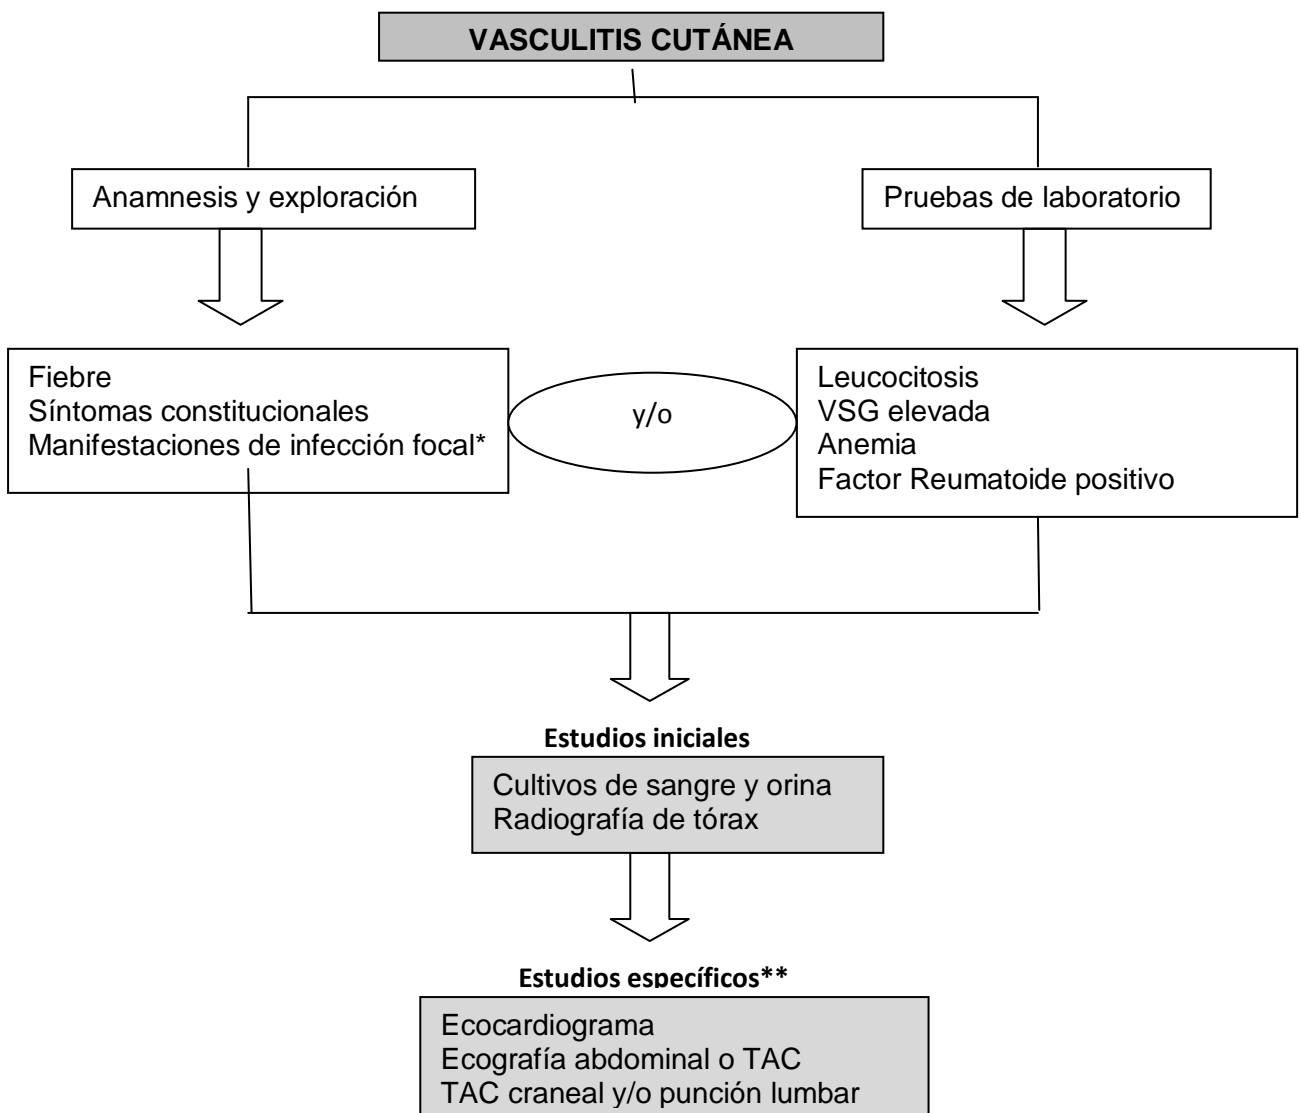 VASCULITIS CUTÁNEA
Anamnesis y exploración
Pruebas de laboratorio
Fiebre
Síntomas constitucionales
Manifestaciones de infección focal*
y/o
Leucocitosis
VSG elevada
Anemia
Factor Reumatoide positivo
Estudios iniciales
Cultivos de sangre y orina
Radiografía de tórax
Estudios específicos**
Ecocardiograma
Ecografía abdominal o TAC
TAC craneal y/o punción lumbar